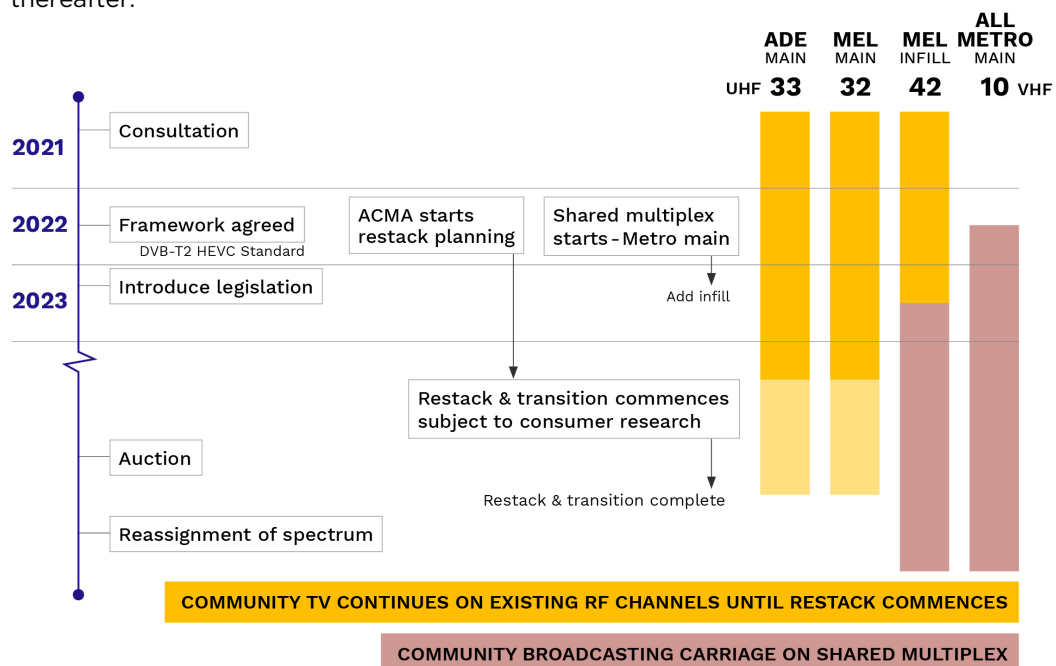 thereafter.
ALL
ADE MEL MEL METRO
MAIN MAIN INFILL MAIN
UHF 33 32 42 10 VHF
Consultation
2021
2022
Framework agreed
DVB-T2 HEVC Standard
ACMA starts
restack planning
Shared multiplex
starts - Metro main
Add infill
Introduce legislation
2023
Restack & transition commences
subject to consumer research
Auction
Restack & transition complete
Reassignment of spectrum
COMMUNITY TV CONTINUES ON EXISTING RF CHANNELS UNTIL RESTACK COMMENCES
COMMUNITY BROADCASTING CARRIAGE ON SHARED MULTIPLEX